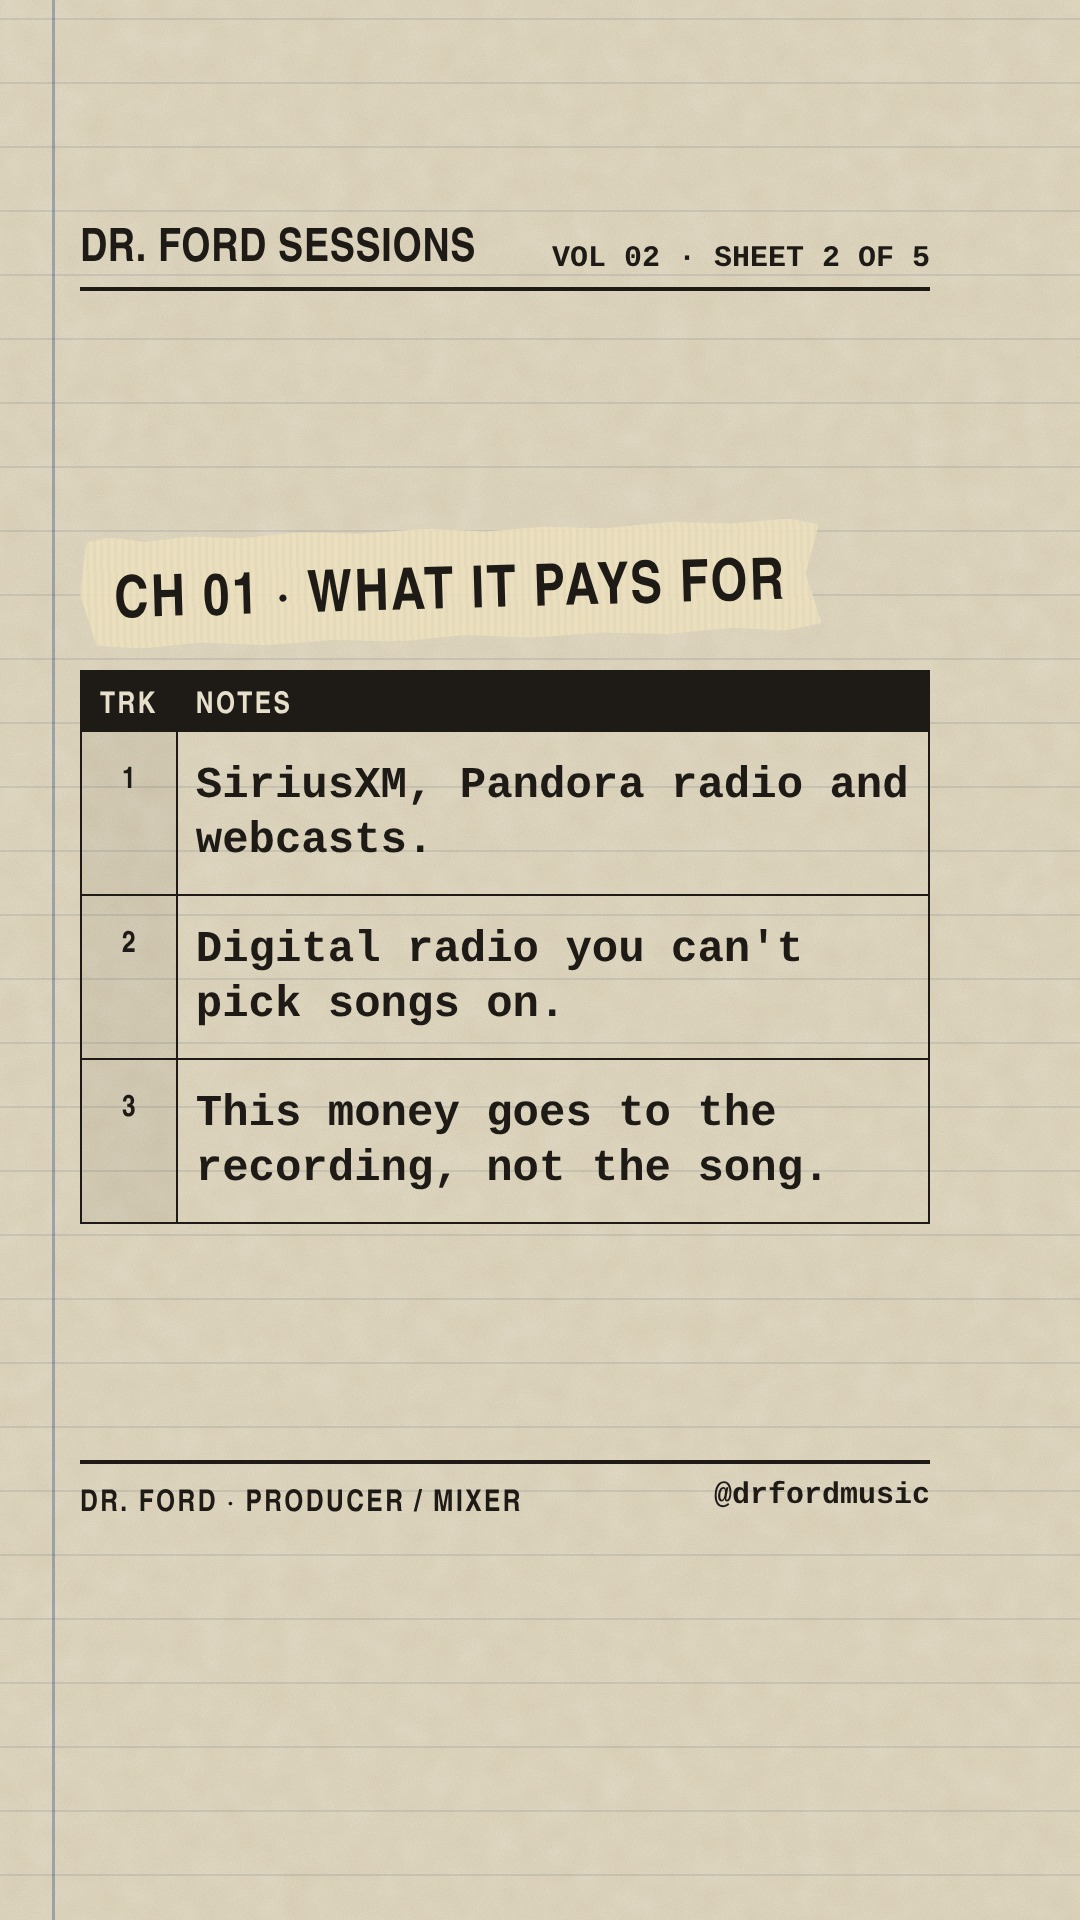 DR. FORD SESSIONS
VOL 02 · SHEET 2 OF 5
CH 01 · WHAT IT PAYS FOR
TRK NOTES
1 SiriusXM, Pandora radio and
webcasts.
2 Digital radio you can't
pick songs on.
3 This money goes to the
recording, not the song.
DR. FORD · PRODUCER / MIXER
@drfordmusic